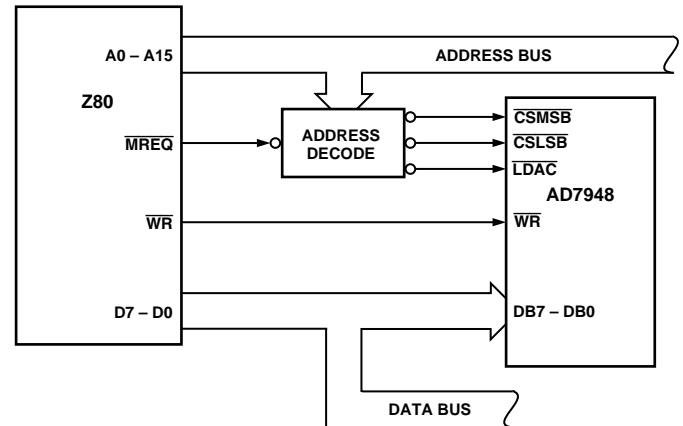 A0 – A15
ADDRESS BUS
Z80
MREQ
ADDRESS
DECODE
CSMSB
CSLSB
LDAC
AD7948
WR
WR
D7 – D0
DB7 – DB0
DATA BUS